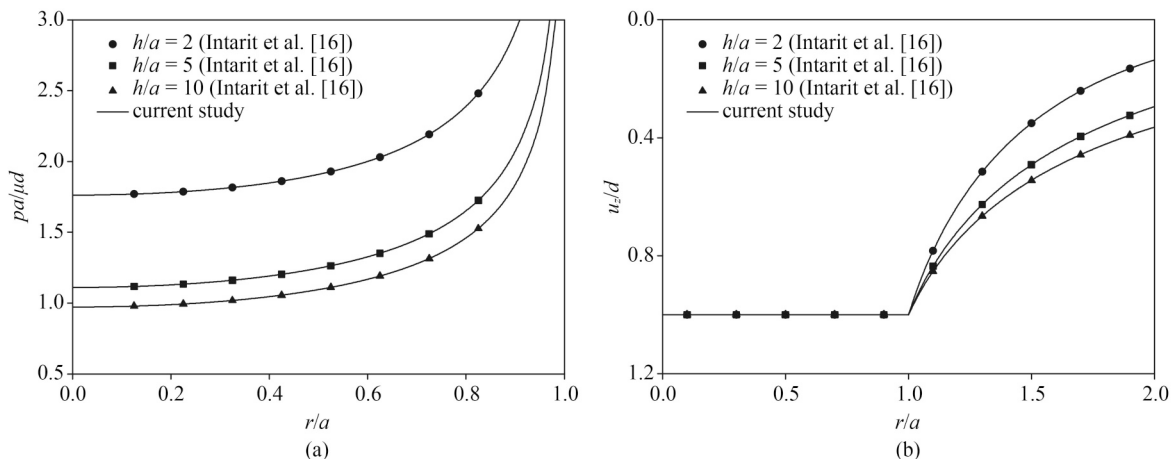 3.0
2.5
2.0
1.5
1.0
0.5
pa/μd
h/a = 2 (Intarit et al. [16])
h/a = 5 (Intarit et al. [16])
h/a = 10 (Intarit et al. [16])
current study
0.0 0.2 0.4 0.6 0.8 1.0
r/a
(a)
0.0
0.4
0.8
1.2
u_z/d
h/a = 2 (Intarit et al. [16])
h/a = 5 (Intarit et al. [16])
h/a = 10 (Intarit et al. [16])
current study
0.0 0.5 1.0 1.5 2.0
r/a
(b)